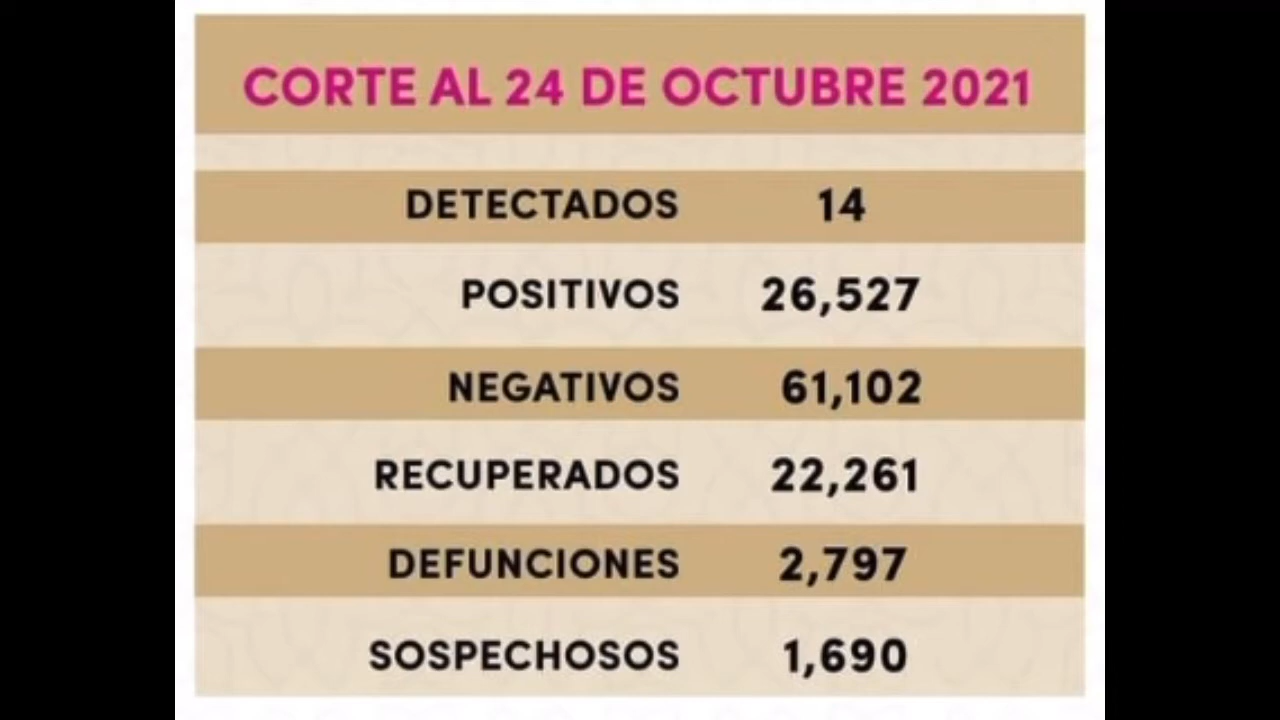 CORTE AL 24 DE OCTUBRE 2021
DETECTADOS 14
POSITIVOS 26,527
NEGATIVOS 61,102
RECUPERADOS 22,261
DEFUNCIONES 2,797
SOSPECHOSOS 1,690